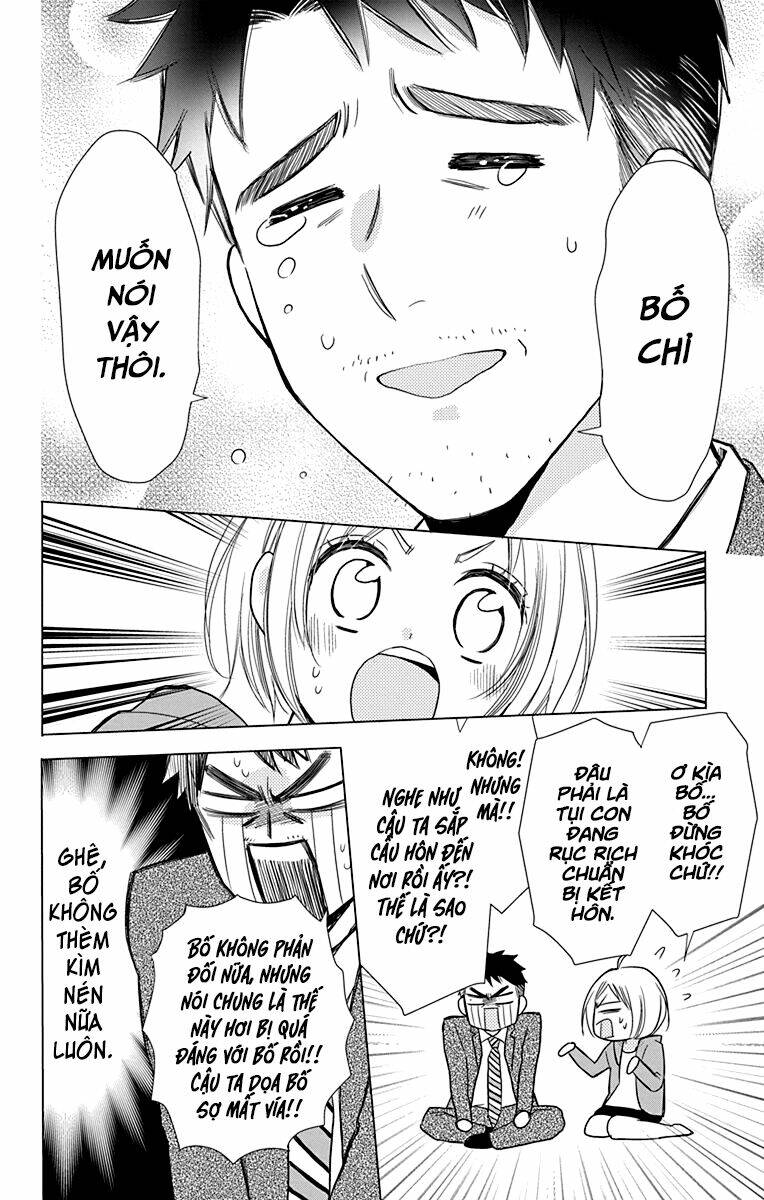 BỐ
CHỈ
MUỐN
NÓI
VẬY
THÔI.
Ơ KÌA
BỐ...
BỐ
ĐỪNG
KHÓC
CHỨ!!
ĐÂU
PHẢI LÀ
TỤI CON
ĐANG
RỤC RỊCH
CHUẨN
BỊ KẾT
HÔN.
KHÔNG!
NHƯNG
MÀ!!
NGHE NHƯ
CẬU TA SẮP
CẦU HÔN ĐẾN
NƠI RỒI ẤY?!
THẾ LÀ SAO
CHỨ?!
BỐ KHÔNG PHẢN
ĐỐI NỮA, NHƯNG
NÓI CHUNG LÀ THẾ
NÀY HƠI BỊ QUÁ
ĐÁNG VỚI BỐ RỒI!!
CẬU TA DỌA BỐ
SỢ MẤT VÍA!!
GHÊ,
BỐ
KHÔNG
THÈM
KÌM
NÉN
NỮA
LUÔN.